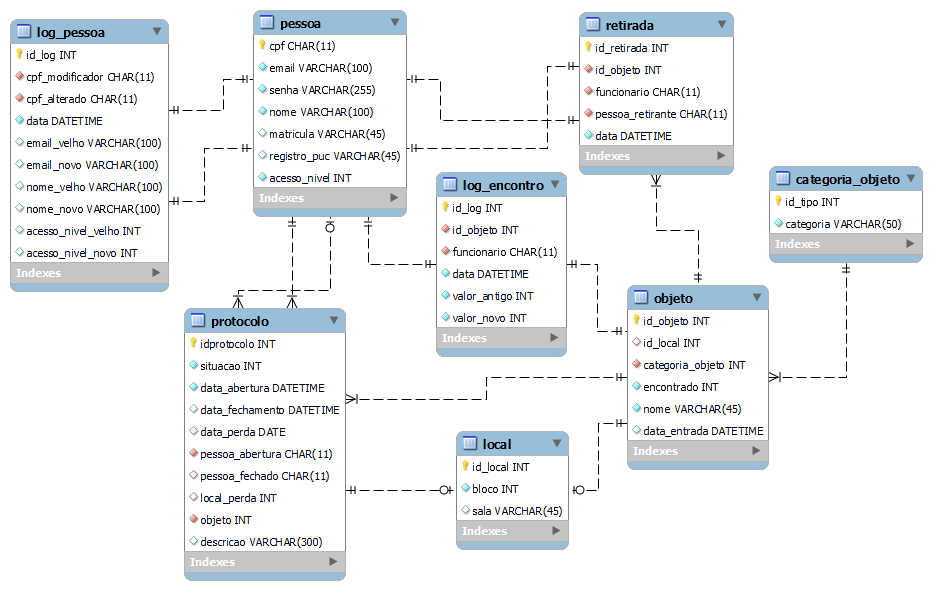 log_pessoa
id_log INT
cpf_modificador CHAR(11)
cpf_alterado CHAR(11)
data DATETIME
email_velho VARCHAR(100)
email_novo VARCHAR(100)
nome_velho VARCHAR(100)
nome_novo VARCHAR(100)
acesso_nivel_velho INT
acesso_nivel_novo INT
Indexes
pessoa
cpf CHAR(11)
email VARCHAR(100)
senha VARCHAR(255)
nome VARCHAR(100)
matricula VARCHAR(45)
registro_puc VARCHAR(45)
acesso_nivel INT
Indexes
retirada
id_retirada INT
id_objeto INT
funcionario CHAR(11)
pessoa_retirante CHAR(11)
data DATETIME
Indexes
log_encontro
id_log INT
id_objeto INT
funcionario CHAR(11)
data DATETIME
valor_antigo INT
valor_novo INT
Indexes
categoria_objeto
id_tipo INT
categoria VARCHAR(50)
Indexes
protocolo
idprotocolo INT
situacao INT
data_abertura DATETIME
data_fechamento DATETIME
data_perda DATE
pessoa_abertura CHAR(11)
pessoa_fechado CHAR(11)
local_perda INT
objeto INT
descricao VARCHAR(300)
Indexes
objeto
id_objeto INT
id_local INT
categoria_objeto INT
encontrado INT
nome VARCHAR(45)
data_entrada DATETIME
Indexes
local
id_local INT
bloco INT
sala VARCHAR(45)
Indexes